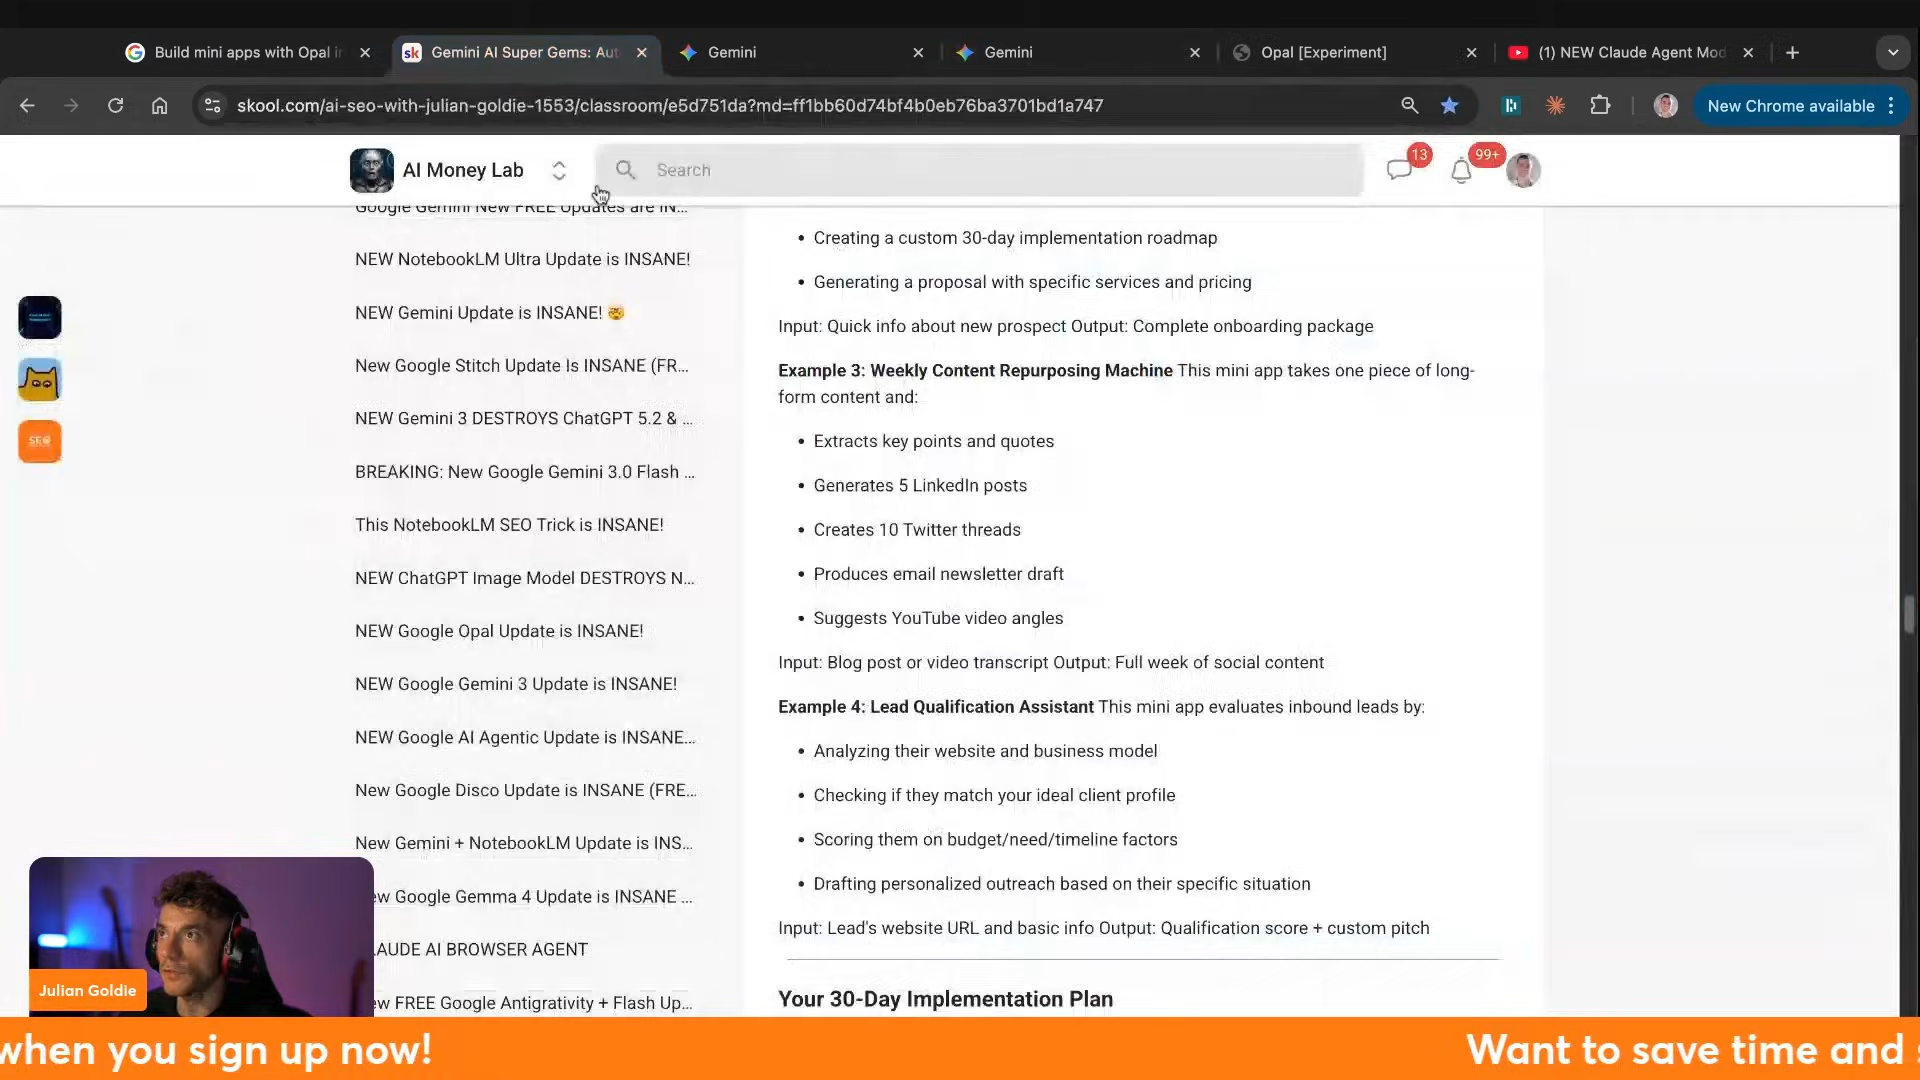 Build mini apps with Opal in
Gemini AI Super Gems: Aut
Gemini
Gemini
Opal [Experiment]
(1) NEW Claude Agent Mod
skool.com/ai-seo-with-julian-goldie-1553/classroom/e5d751da?md=ff1bb60d74bf4b0eb76ba3701bd1a747
New Chrome available
AI Money Lab
Search
13
99+
Google Gemini New FREE Updates are IN...
NEW NotebookLM Ultra Update is INSANE!
NEW Gemini Update is INSANE! 🤯
New Google Stitch Update Is INSANE (FR...
NEW Gemini 3 DESTROYS ChatGPT 5.2 & ...
BREAKING: New Google Gemini 3.0 Flash ...
This NotebookLM SEO Trick is INSANE!
NEW ChatGPT Image Model DESTROYS N...
NEW Google Opal Update is INSANE!
NEW Google Gemini 3 Update is INSANE!
NEW Google AI Agentic Update is INSANE...
New Google Disco Update is INSANE (FRE...
New Gemini + NotebookLM Update is INS...
ew Google Gemma 4 Update is INSANE ...
LAUDE AI BROWSER AGENT
ew FREE Google Antigrativity + Flash Up...
• Creating a custom 30-day implementation roadmap
• Generating a proposal with specific services and pricing
Input: Quick info about new prospect Output: Complete onboarding package
Example 3: Weekly Content Repurposing Machine This mini app takes one piece of long-
form content and:
• Extracts key points and quotes
• Generates 5 LinkedIn posts
• Creates 10 Twitter threads
• Produces email newsletter draft
• Suggests YouTube video angles
Input: Blog post or video transcript Output: Full week of social content
Example 4: Lead Qualification Assistant This mini app evaluates inbound leads by:
• Analyzing their website and business model
• Checking if they match your ideal client profile
• Scoring them on budget/need/timeline factors
• Drafting personalized outreach based on their specific situation
Input: Lead's website URL and basic info Output: Qualification score + custom pitch
Your 30-Day Implementation Plan
SEO
Julian Goldie
when you sign up now!
Want to save time and